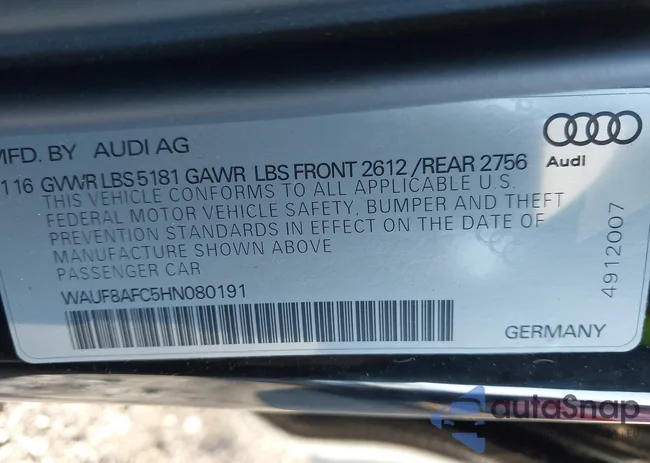 MFD. BY AUDI AG
116 GVWR LBS 5181 GAWR LBS FRONT 2612 /REAR 2756
THIS VEHICLE CONFORMS TO ALL APPLICABLE U.S.
FEDERAL MOTOR VEHICLE SAFETY, BUMPER AND THEFT
PREVENTION STANDARDS IN EFFECT ON THE DATE OF
MANUFACTURE SHOWN ABOVE
PASSENGER CAR
WAUF8AFC5HN080191
Audi
4912007
GERMANY
autoSnap